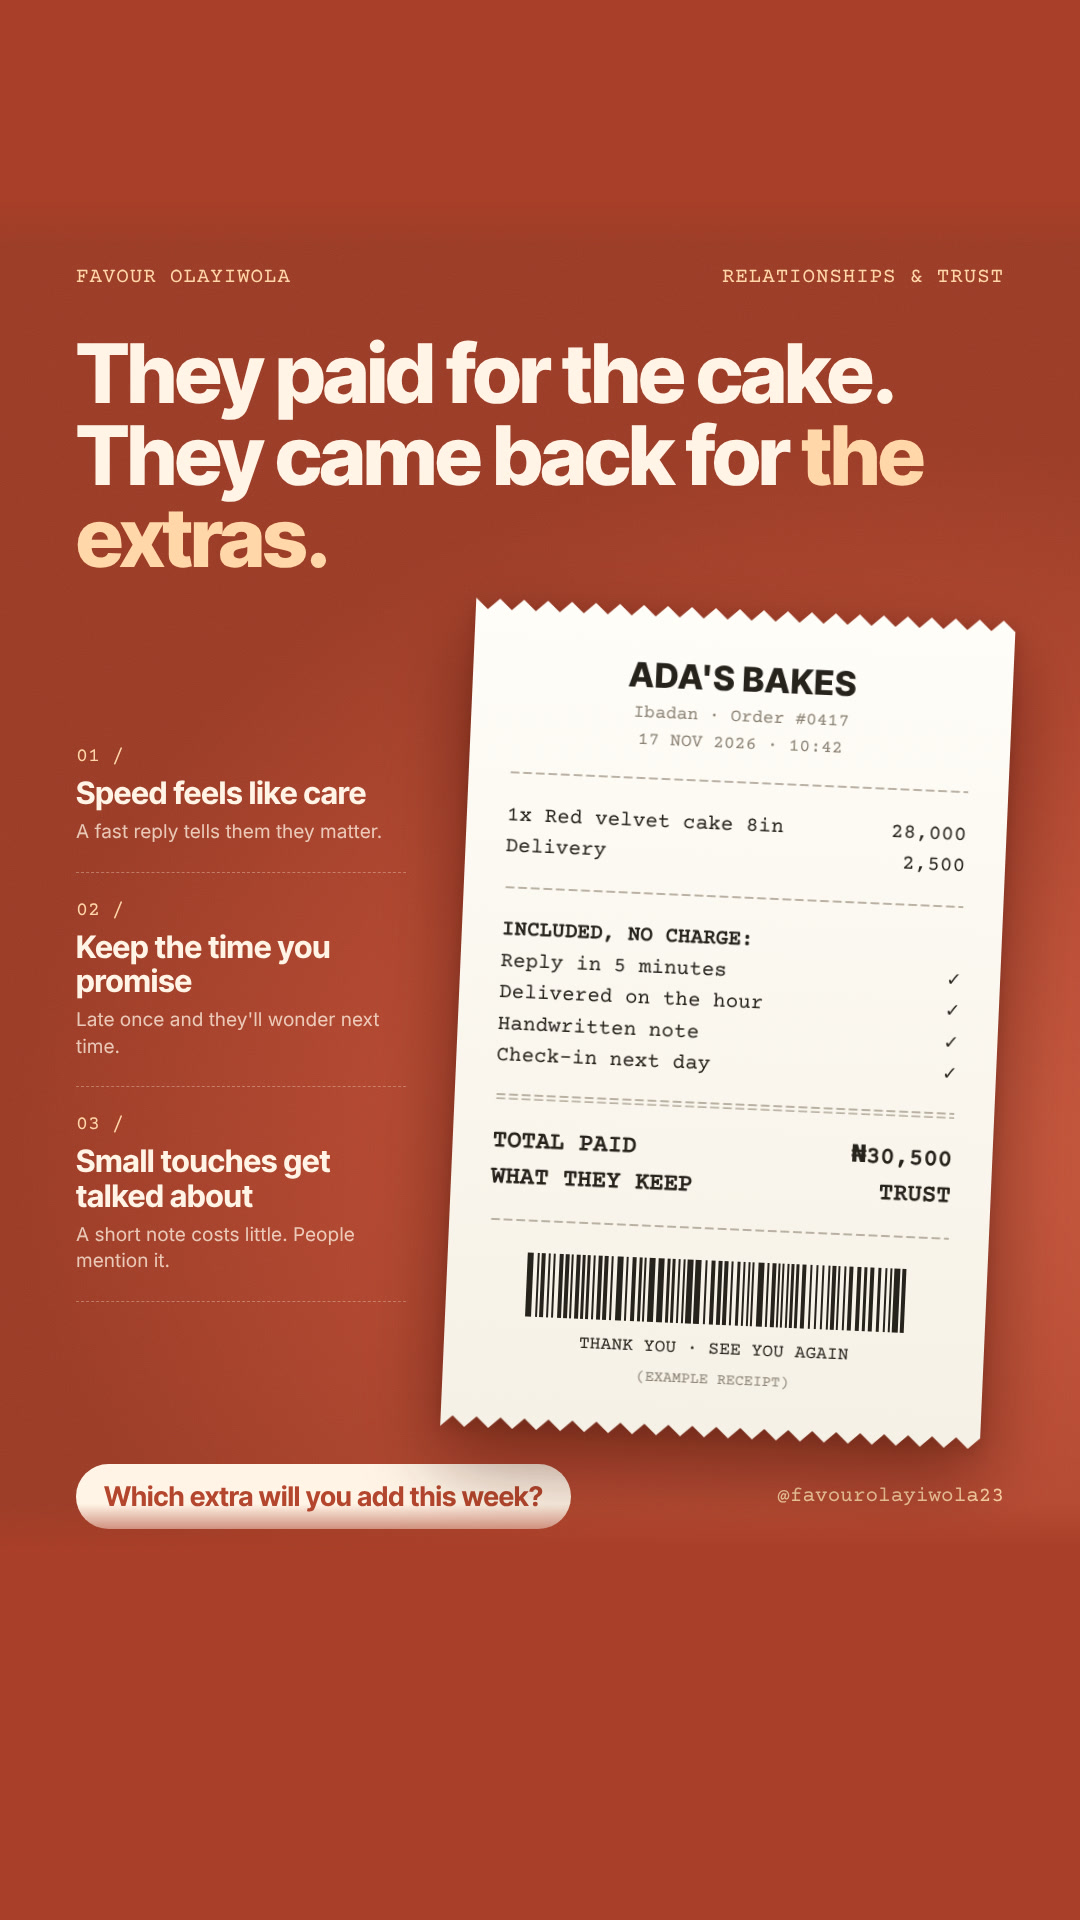 FAVOUR OLAYIWOLA
RELATIONSHIPS & TRUST
They paid for the cake.
They came back for the
extras.
01 /
Speed feels like care
A fast reply tells them they matter.
02 /
Keep the time you
promise
Late once and they'll wonder next
time.
03 /
Small touches get
talked about
A short note costs little. People
mention it.
ADA'S BAKES
Ibadan · Order #0417
17 NOV 2026 · 10:42
1x Red velvet cake 8in 28,000
Delivery 2,500
INCLUDED, NO CHARGE:
Reply in 5 minutes ✓
Delivered on the hour ✓
Handwritten note ✓
Check-in next day ✓
TOTAL PAID ₦30,500
WHAT THEY KEEP TRUST
THANK YOU · SEE YOU AGAIN
(EXAMPLE RECEIPT)
Which extra will you add this week?
@favourolayiwola23